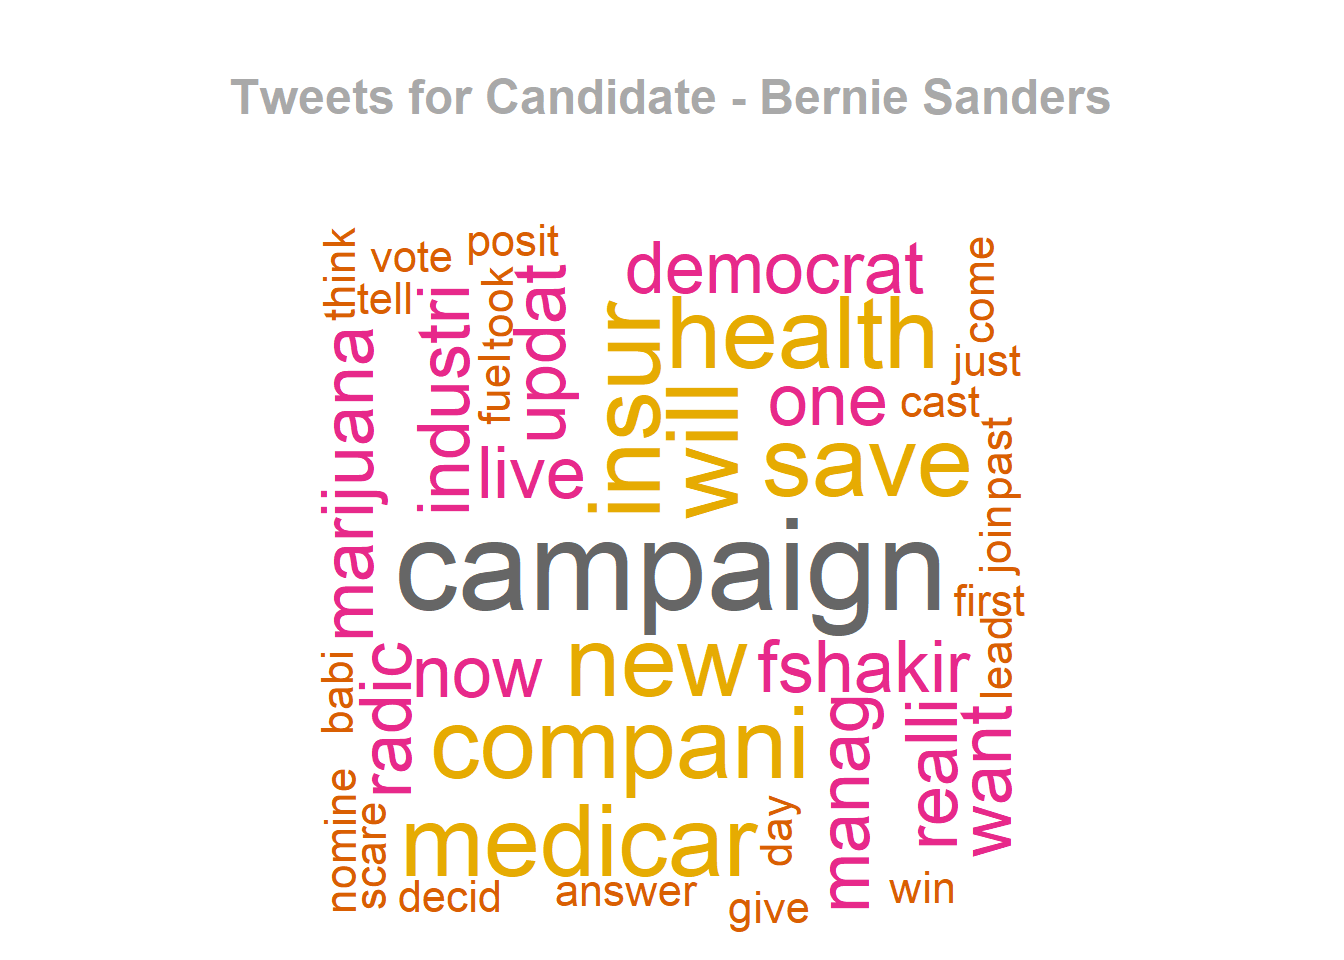 Tweets for Candidate - Bernie Sanders
think
vote
posit
tell
fuel
took
updat
industri
marijuana
democrat
health
insur
will
one
come
just
cast
save
past
live
campaign
join
first
lead
babi
radic
now
new
fshakir
compani
manag
realli
want
nomine
scare
medicar
day
decid
answer
give
win